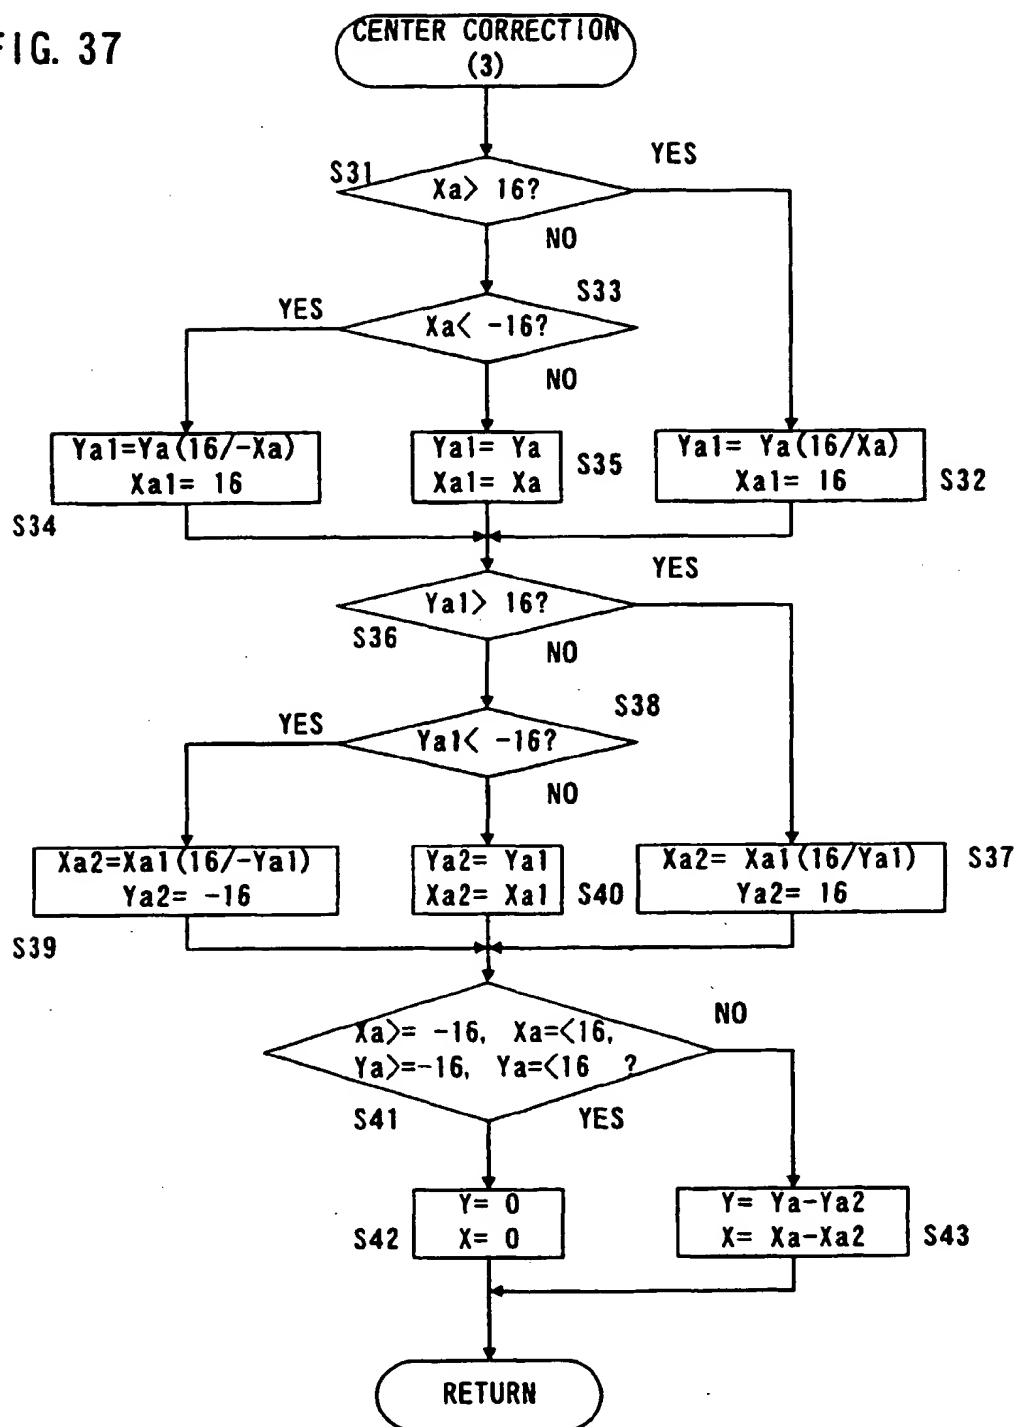 FIG. 37
CENTER CORRECTION
(3)
YES
S31
Xa> 16?
NO
S33
YES
Xa< -16?
NO
Ya1=Ya(16/-Xa)
Xa1= 16
S34
Ya1= Ya
Xa1= Xa
S35
Ya1= Ya(16/Xa)
Xa1= 16
S32
YES
Ya1> 16?
S36
NO
S38
YES
Ya1< -16?
NO
Xa2=Xa1(16/-Ya1)
Ya2= -16
S39
Ya2= Ya1
Xa2= Xa1
S40
Xa2= Xa1(16/Ya1)
Ya2= 16
S37
NO
Xa>= -16, Xa=<16,
Ya>=-16, Ya=<16 ?
S41
YES
Y= 0
X= 0
S42
Y= Ya-Ya2
X= Xa-Xa2
S43
RETURN